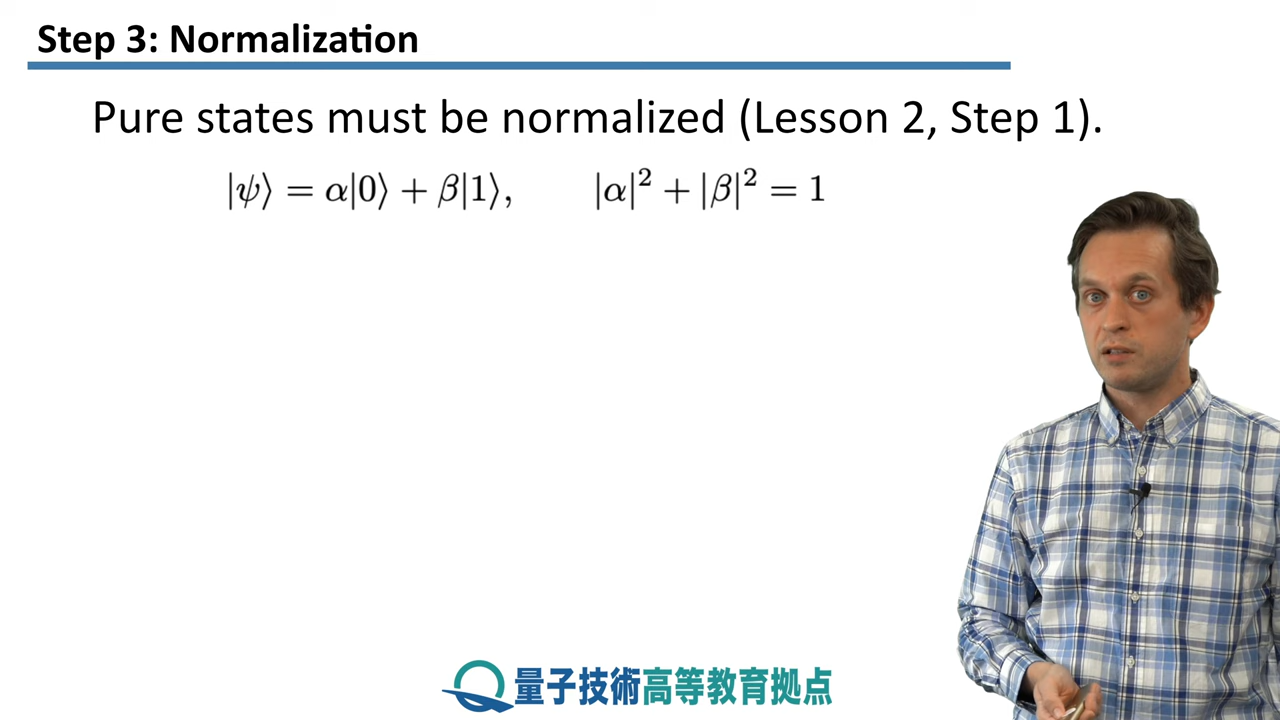 Step 3: Normalization
Pure states must be normalized (Lesson 2, Step 1).
|ψ⟩ = α|0⟩ + β|1⟩, |α|² + |β|² = 1
量子技術高等教育拠点